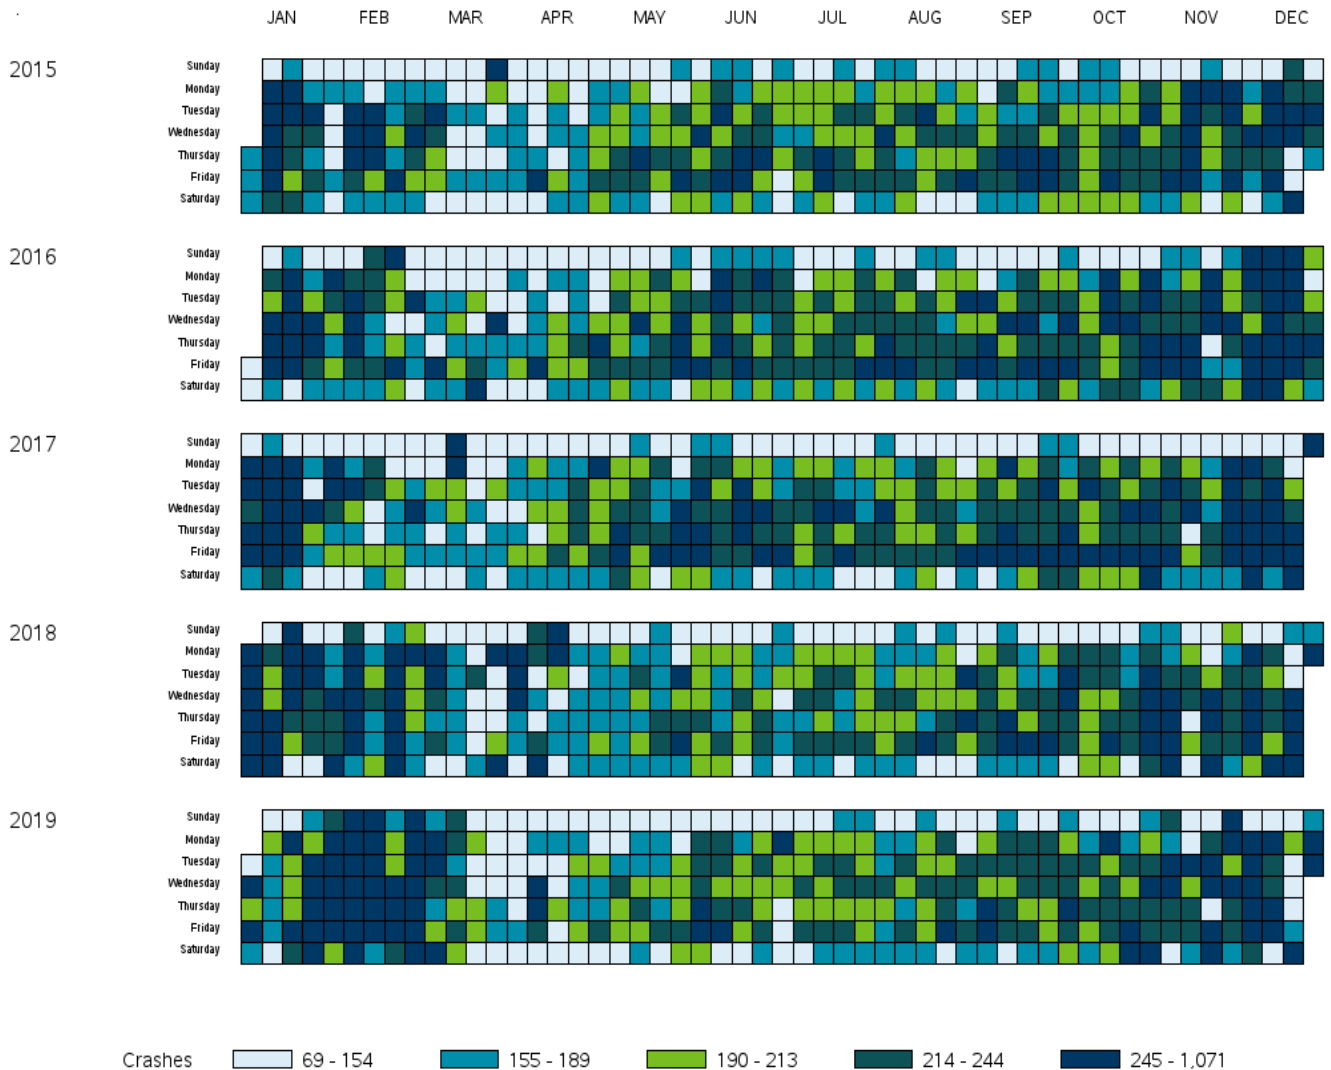 JAN FEB MAR APR MAY JUN JUL AUG SEP OCT NOV DEC
2015
Sunday
Monday
Tuesday
Wednesday
Thursday
Friday
Saturday
2016
Sunday
Monday
Tuesday
Wednesday
Thursday
Friday
Saturday
2017
Sunday
Monday
Tuesday
Wednesday
Thursday
Friday
Saturday
2018
Sunday
Monday
Tuesday
Wednesday
Thursday
Friday
Saturday
2019
Sunday
Monday
Tuesday
Wednesday
Thursday
Friday
Saturday
Crashes 69 - 154 155 - 189 190 - 213 214 - 244 245 - 1,071